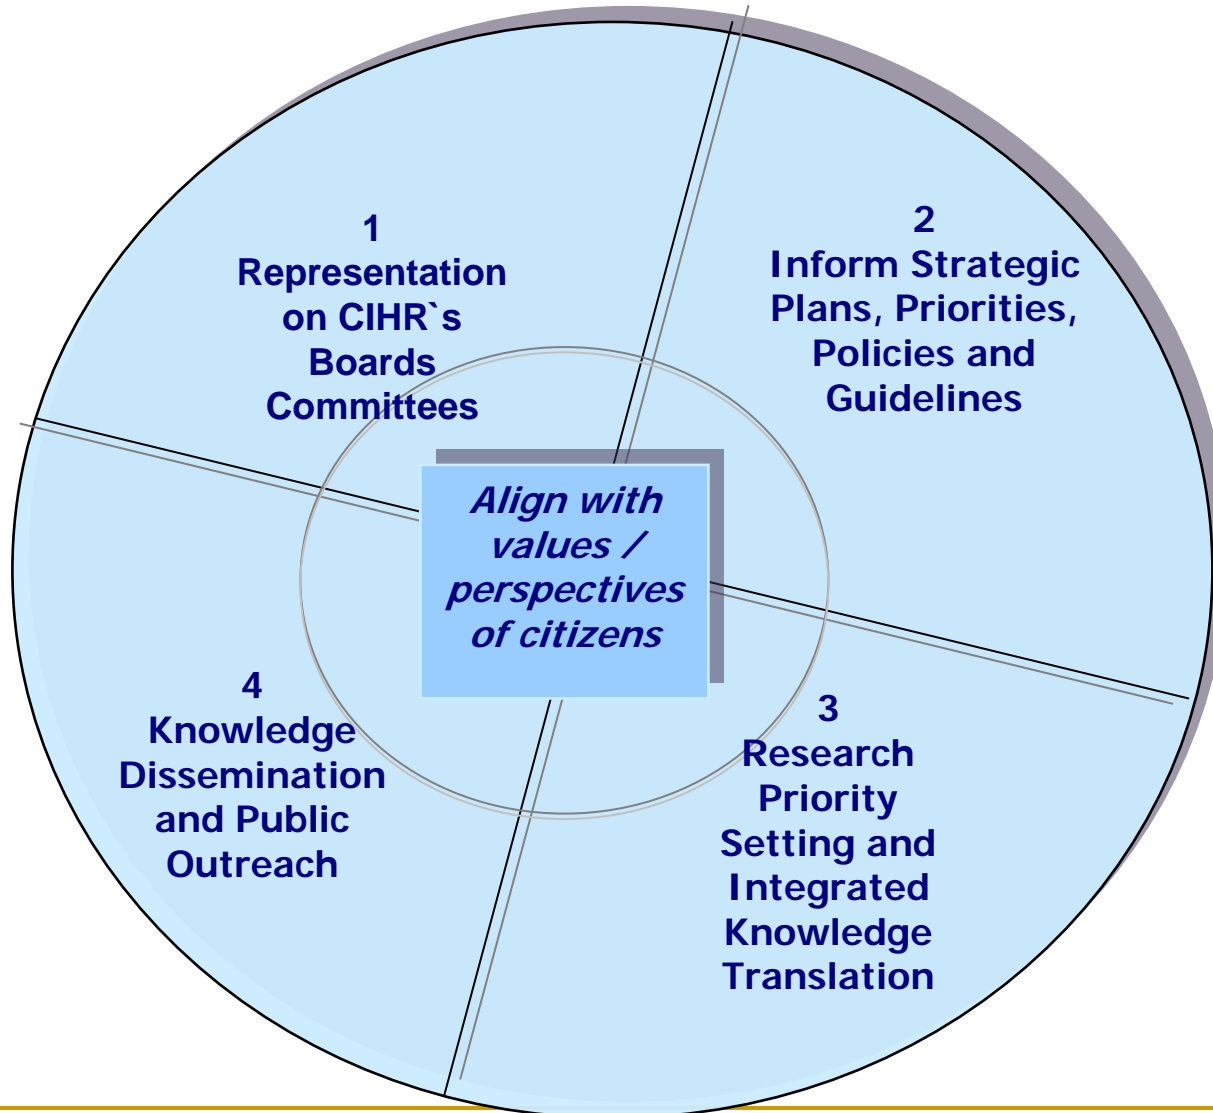 1
Representation
on CIHR`s
Boards
Committees
2
Inform Strategic
Plans, Priorities,
Policies and
Guidelines
Align with
values /
perspectives
of citizens
3
Research
Priority
Setting and
Integrated
Knowledge
Translation
4
Knowledge
Dissemination
and Public
Outreach